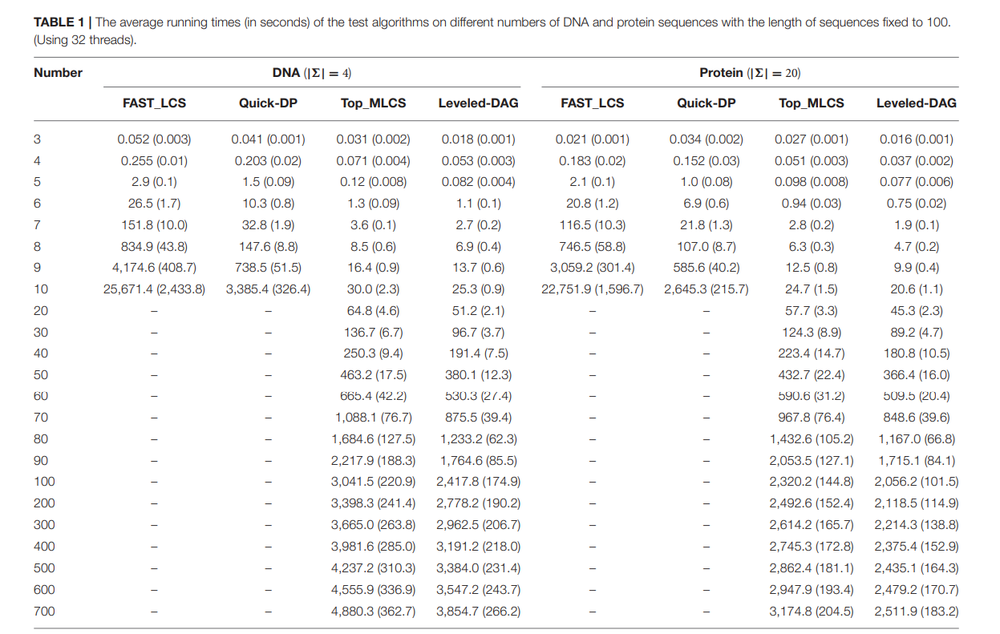 TABLE 1 | The average running times (in seconds) of the test algorithms on different numbers of DNA and protein sequences with the length of sequences fixed to 100.
(Using 32 threads).
Number DNA (|Σ| = 4) Protein (|Σ| = 20)
FAST_LCS Quick-DP Top_MLCS Leveled-DAG FAST_LCS Quick-DP Top_MLCS Leveled-DAG
3 0.052 (0.003) 0.041 (0.001) 0.031 (0.002) 0.018 (0.001) 0.021 (0.001) 0.034 (0.002) 0.027 (0.001) 0.016 (0.001)
4 0.255 (0.01) 0.203 (0.02) 0.071 (0.004) 0.053 (0.003) 0.183 (0.02) 0.152 (0.03) 0.051 (0.003) 0.037 (0.002)
5 2.9 (0.1) 1.5 (0.09) 0.12 (0.008) 0.082 (0.004) 2.1 (0.1) 1.0 (0.08) 0.098 (0.008) 0.077 (0.006)
6 26.5 (1.7) 10.3 (0.8) 1.3 (0.09) 1.1 (0.1) 20.8 (1.2) 6.9 (0.6) 0.94 (0.03) 0.75 (0.02)
7 151.8 (10.0) 32.8 (1.9) 3.6 (0.1) 2.7 (0.2) 116.5 (10.3) 21.8 (1.3) 2.8 (0.2) 1.9 (0.1)
8 834.9 (43.8) 147.6 (8.8) 8.5 (0.6) 6.9 (0.4) 746.5 (58.8) 107.0 (8.7) 6.3 (0.3) 4.7 (0.2)
9 4,174.6 (408.7) 738.5 (51.5) 16.4 (0.9) 13.7 (0.6) 3,059.2 (301.4) 585.6 (40.2) 12.5 (0.8) 9.9 (0.4)
10 25,671.4 (2,433.8) 3,385.4 (326.4) 30.0 (2.3) 25.3 (0.9) 22,751.9 (1,596.7) 2,645.3 (215.7) 24.7 (1.5) 20.6 (1.1)
20 – – 64.8 (4.6) 51.2 (2.1) – – 57.7 (3.3) 45.3 (2.3)
30 – – 136.7 (6.7) 96.7 (3.7) – – 124.3 (8.9) 89.2 (4.7)
40 – – 250.3 (9.4) 191.4 (7.5) – – 223.4 (14.7) 180.8 (10.5)
50 – – 463.2 (17.5) 380.1 (12.3) – – 432.7 (22.4) 366.4 (16.0)
60 – – 665.4 (42.2) 530.3 (27.4) – – 590.6 (31.2) 509.5 (20.4)
70 – – 1,088.1 (76.7) 875.5 (39.4) – – 967.8 (76.4) 848.6 (39.6)
80 – – 1,684.6 (127.5) 1,233.2 (62.3) – – 1,432.6 (105.2) 1,167.0 (66.8)
90 – – 2,217.9 (188.3) 1,764.6 (85.5) – – 2,053.5 (127.1) 1,715.1 (84.1)
100 – – 3,041.5 (220.9) 2,417.8 (174.9) – – 2,320.2 (144.8) 2,056.2 (101.5)
200 – – 3,398.3 (241.4) 2,778.2 (190.2) – – 2,492.6 (152.4) 2,118.5 (114.9)
300 – – 3,665.0 (263.8) 2,962.5 (206.7) – – 2,614.2 (165.7) 2,214.3 (138.8)
400 – – 3,981.6 (285.0) 3,191.2 (218.0) – – 2,745.3 (172.8) 2,375.4 (152.9)
500 – – 4,237.2 (310.3) 3,384.0 (231.4) – – 2,862.4 (181.1) 2,435.1 (164.3)
600 – – 4,555.9 (336.9) 3,547.2 (243.7) – – 2,947.9 (193.4) 2,479.2 (170.7)
700 – – 4,880.3 (362.7) 3,854.7 (266.2) – – 3,174.8 (204.5) 2,511.9 (183.2)